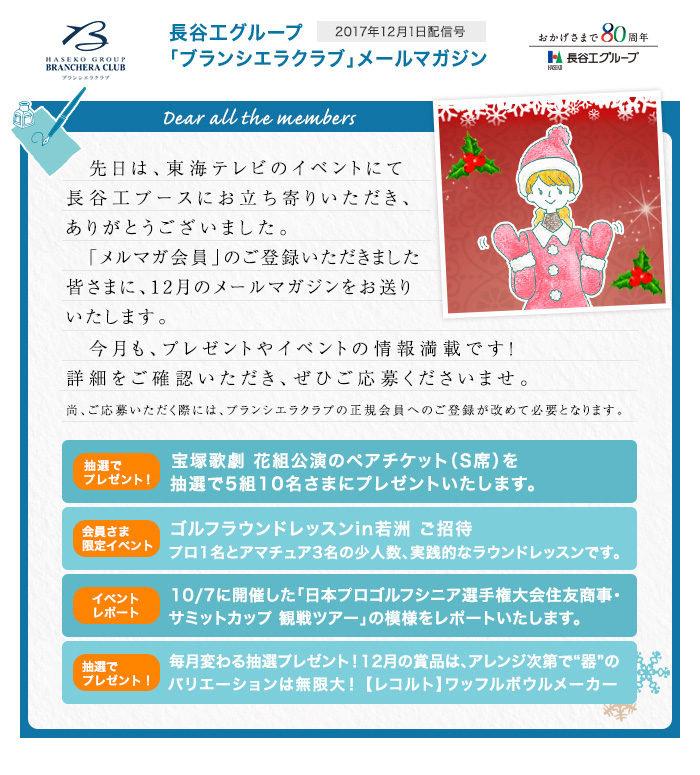 B
HASEKO GROUP
BRANCHERA CLUB
ブランシエラクラブ
長谷工グループ
2017年12月1日配信号
「ブランシエラクラブ」メールマガジン
おかげさまで80周年
HASEKO
長谷工グループ
Dear all the members
先日は、東海テレビのイベントにて
長谷工ブースにお立ち寄りいただき、
ありがとうございました。
「メルマガ会員」のご登録いただきました
皆さまに、12月のメールマガジンをお送り
いたします。
今月も、プレゼントやイベントの情報満載です!
詳細をご確認いただき、ぜひご応募くださいませ。
尚、ご応募いただく際には、ブランシエラクラブの正規会員へのご登録が改めて必要となります。
抽選で
プレゼント!
宝塚歌劇 花組公演のペアチケット(S席)を
抽選で5組10名さまにプレゼントいたします。
会員さま
限定イベント
ゴルフラウンドレッスンin若洲 ご招待
プロ1名とアマチュア3名の少人数、実践的なラウンドレッスンです。
イベント
レポート
10/7に開催した「日本プロゴルフシニア選手権大会住友商事・
サミットカップ 観戦ツアー」の模様をレポートいたします。
抽選で
プレゼント!
毎月変わる抽選プレゼント!12月の賞品は、アレンジ次第で“器”の
バリエーションは無限大!【レコルト】ワッフルボウルメーカー